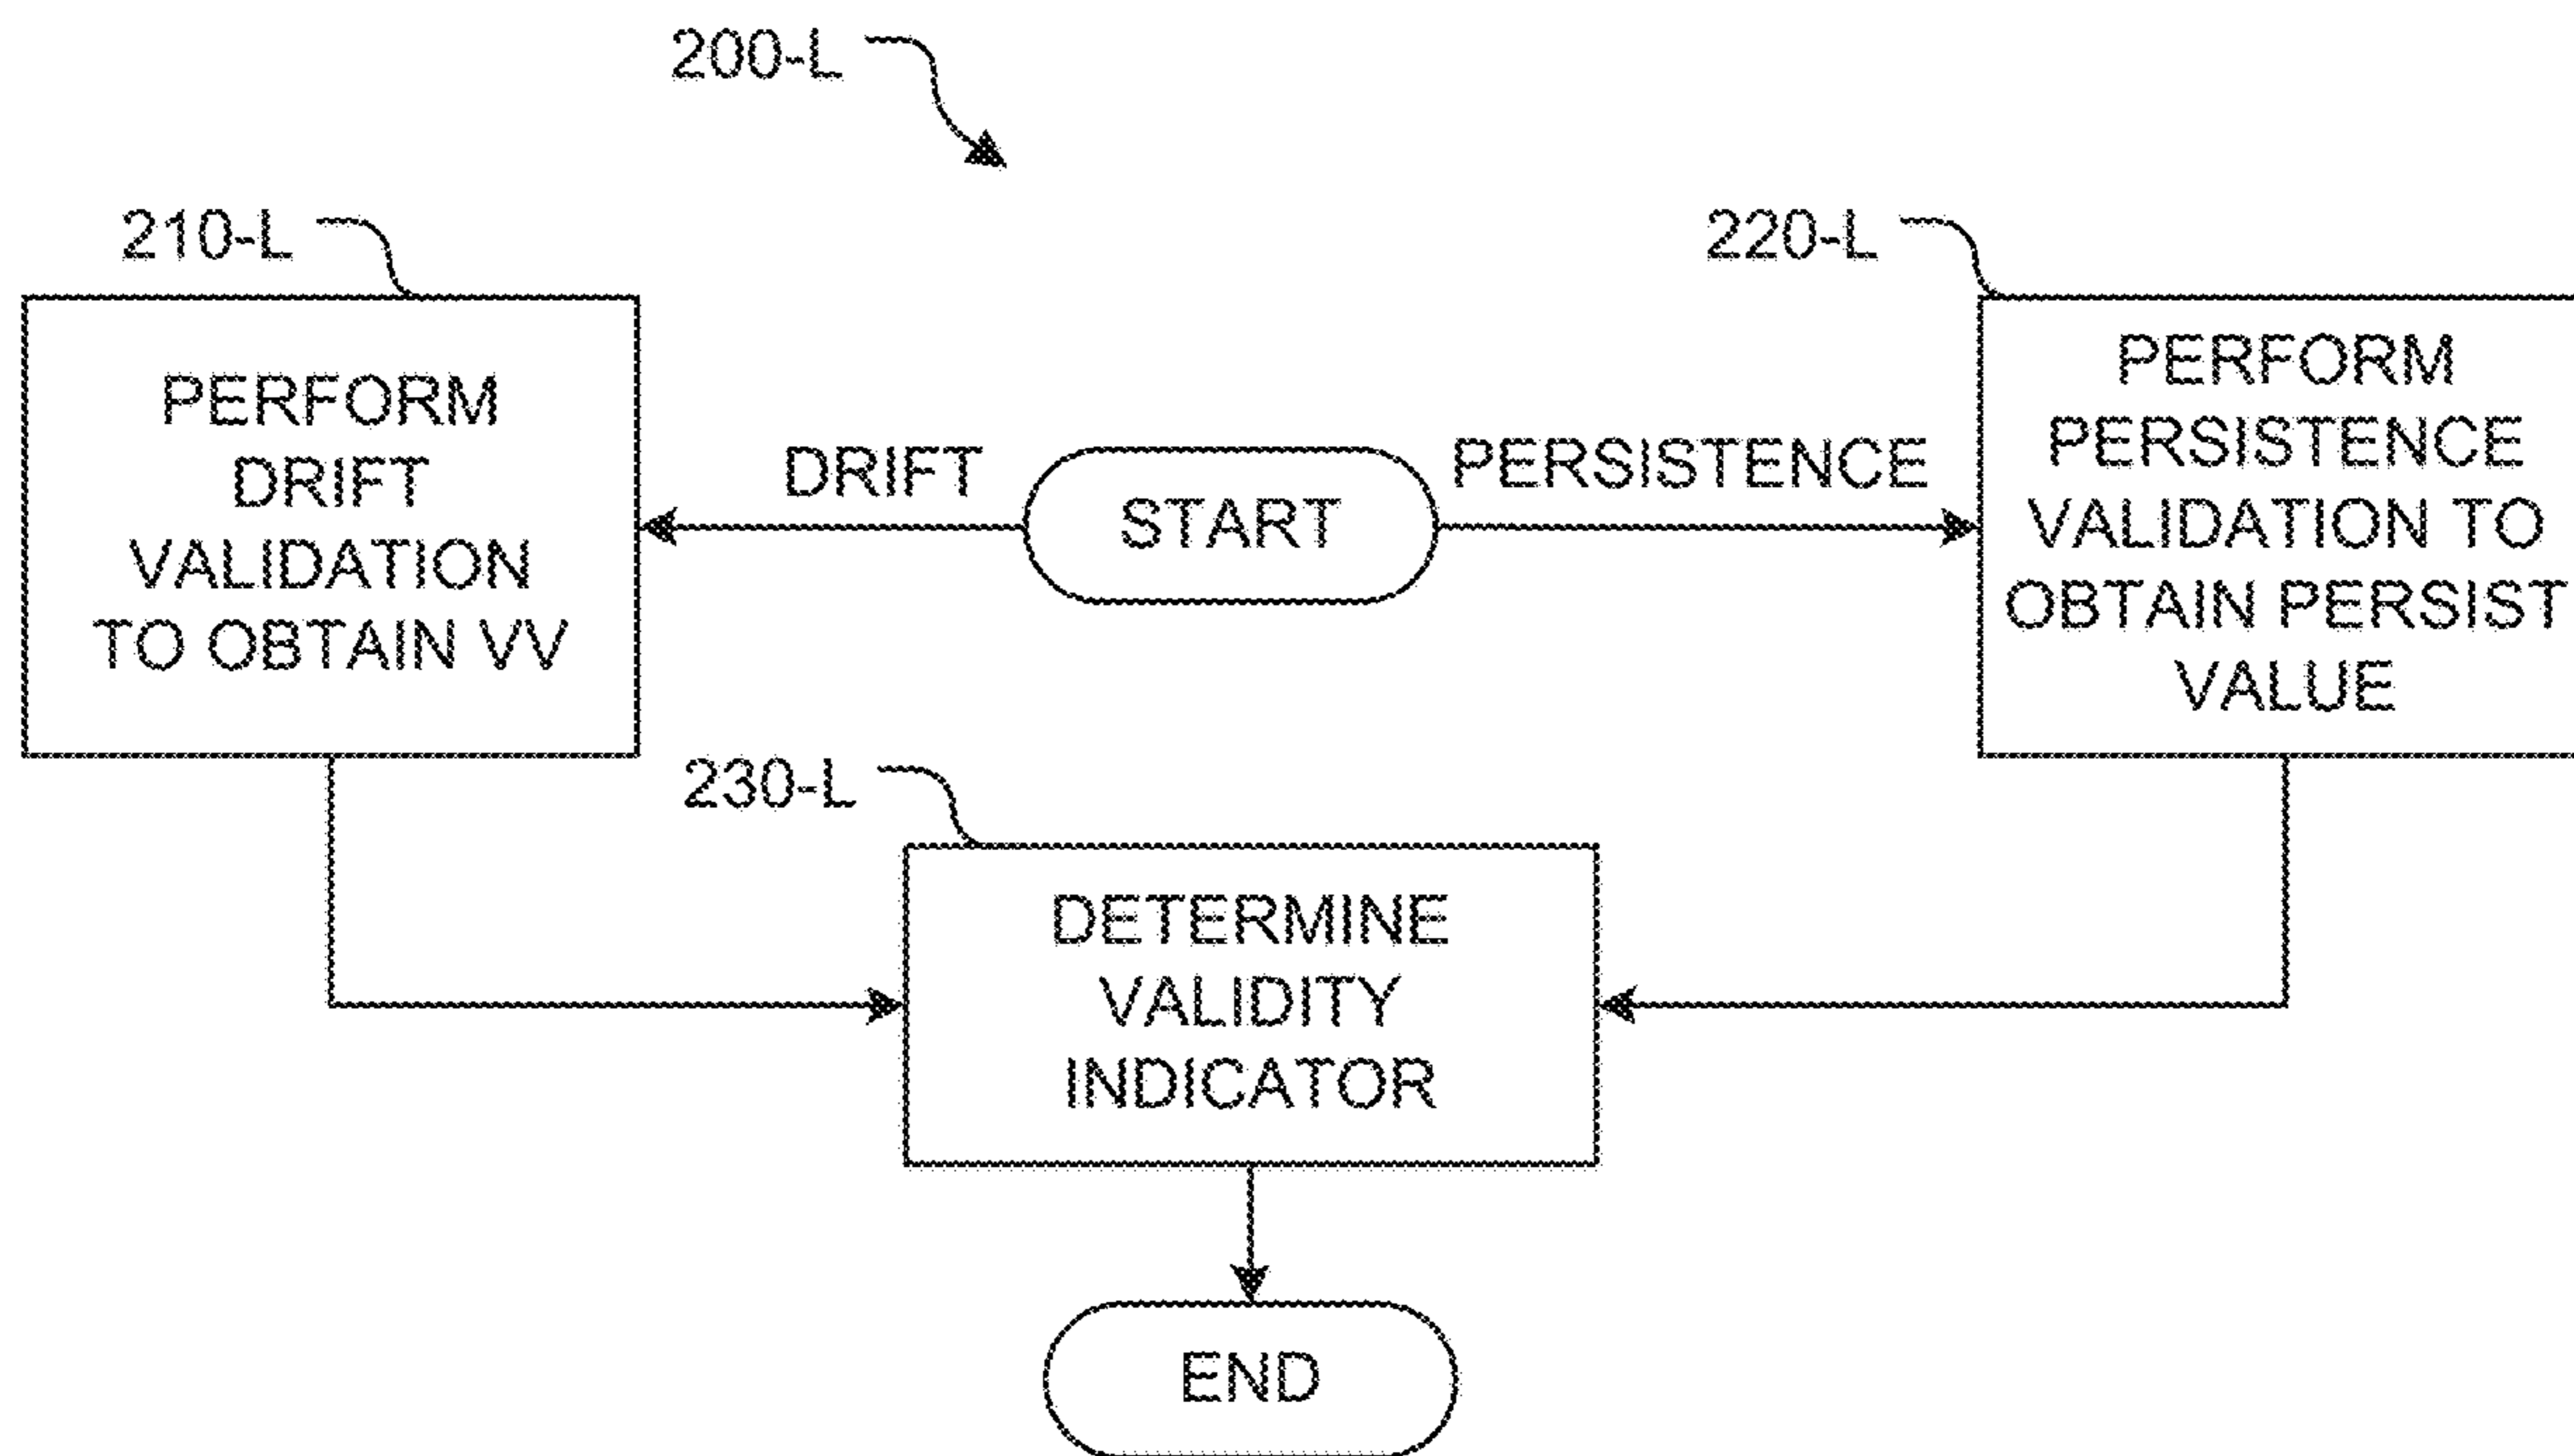 200-L
210-L
220-L
PERFORM
DRIFT
VALIDATION
TO OBTAIN VV
DRIFT
START
PERSISTENCE
PERFORM
PERSISTENCE
VALIDATION TO
OBTAIN PERSIST
VALUE
230-L
DETERMINE
VALIDITY
INDICATOR
END